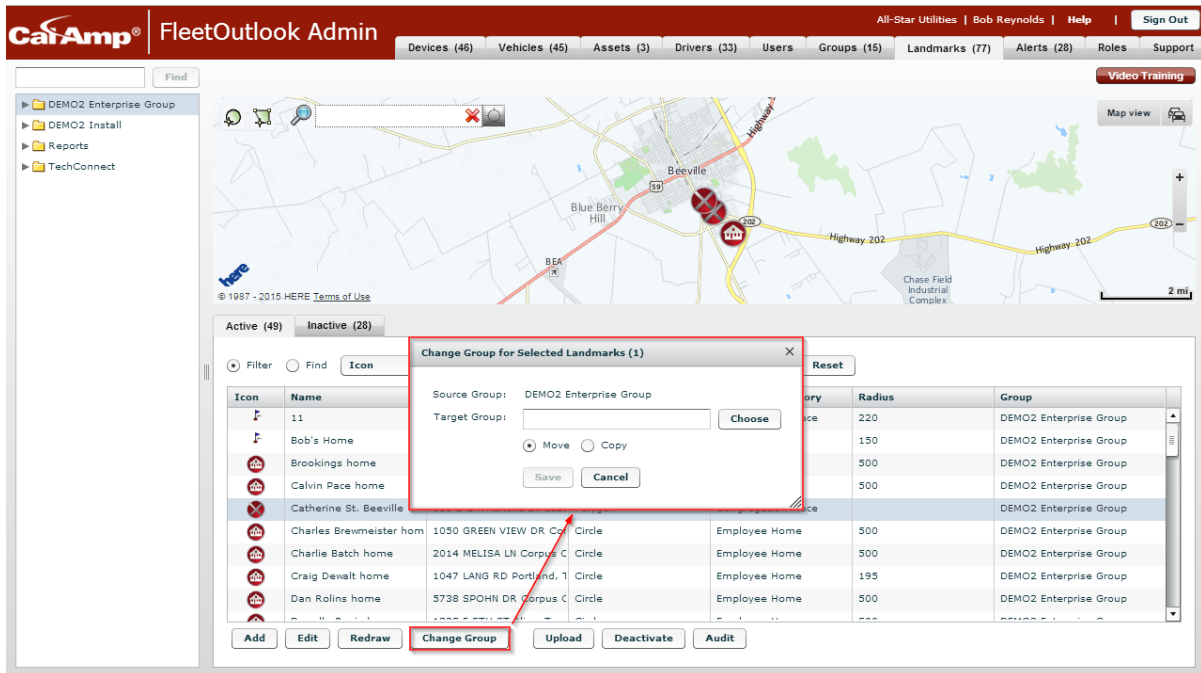 CalAmp® FleetOutlook Admin
All-Star Utilities | Bob Reynolds | Help | Sign Out
Devices (46) Vehicles (45) Assets (3) Drivers (33) Users Groups (15) Landmarks (77) Alerts (28) Roles Support
Find
Video Training
DEMO2 Enterprise Group
DEMO2 Install
Reports
TechConnect
Map view
Highway
Beeville
59
Blue Berry
Hill
202
Highway 202
Highway 202
202
BEA
Chase Field
Industrial
Complex
here
© 1987 - 2015 HERE Terms of Use
2 mi
Active (49) Inactive (28)
Filter Find Icon Reset
Change Group for Selected Landmarks (1)
Source Group: DEMO2 Enterprise Group
Target Group: Choose
Move Copy
Save Cancel
Icon Name Radius Group
11 220 DEMO2 Enterprise Group
Bob's Home 150 DEMO2 Enterprise Group
Brookings home 500 DEMO2 Enterprise Group
Calvin Pace home 500 DEMO2 Enterprise Group
Catherine St. Beeville DEMO2 Enterprise Group
Charles Brewmeister hom 1050 GREEN VIEW DR Cor Circle Employee Home 500 DEMO2 Enterprise Group
Charlie Batch home 2014 MELISA LN Corpus C Circle Employee Home 500 DEMO2 Enterprise Group
Craig Dewalt home 1047 LANG RD Portland, T Circle Employee Home 195 DEMO2 Enterprise Group
Dan Rolins home 5738 SPOHN DR Corpus C Circle Employee Home 500 DEMO2 Enterprise Group
Add Edit Redraw Change Group Upload Deactivate Audit